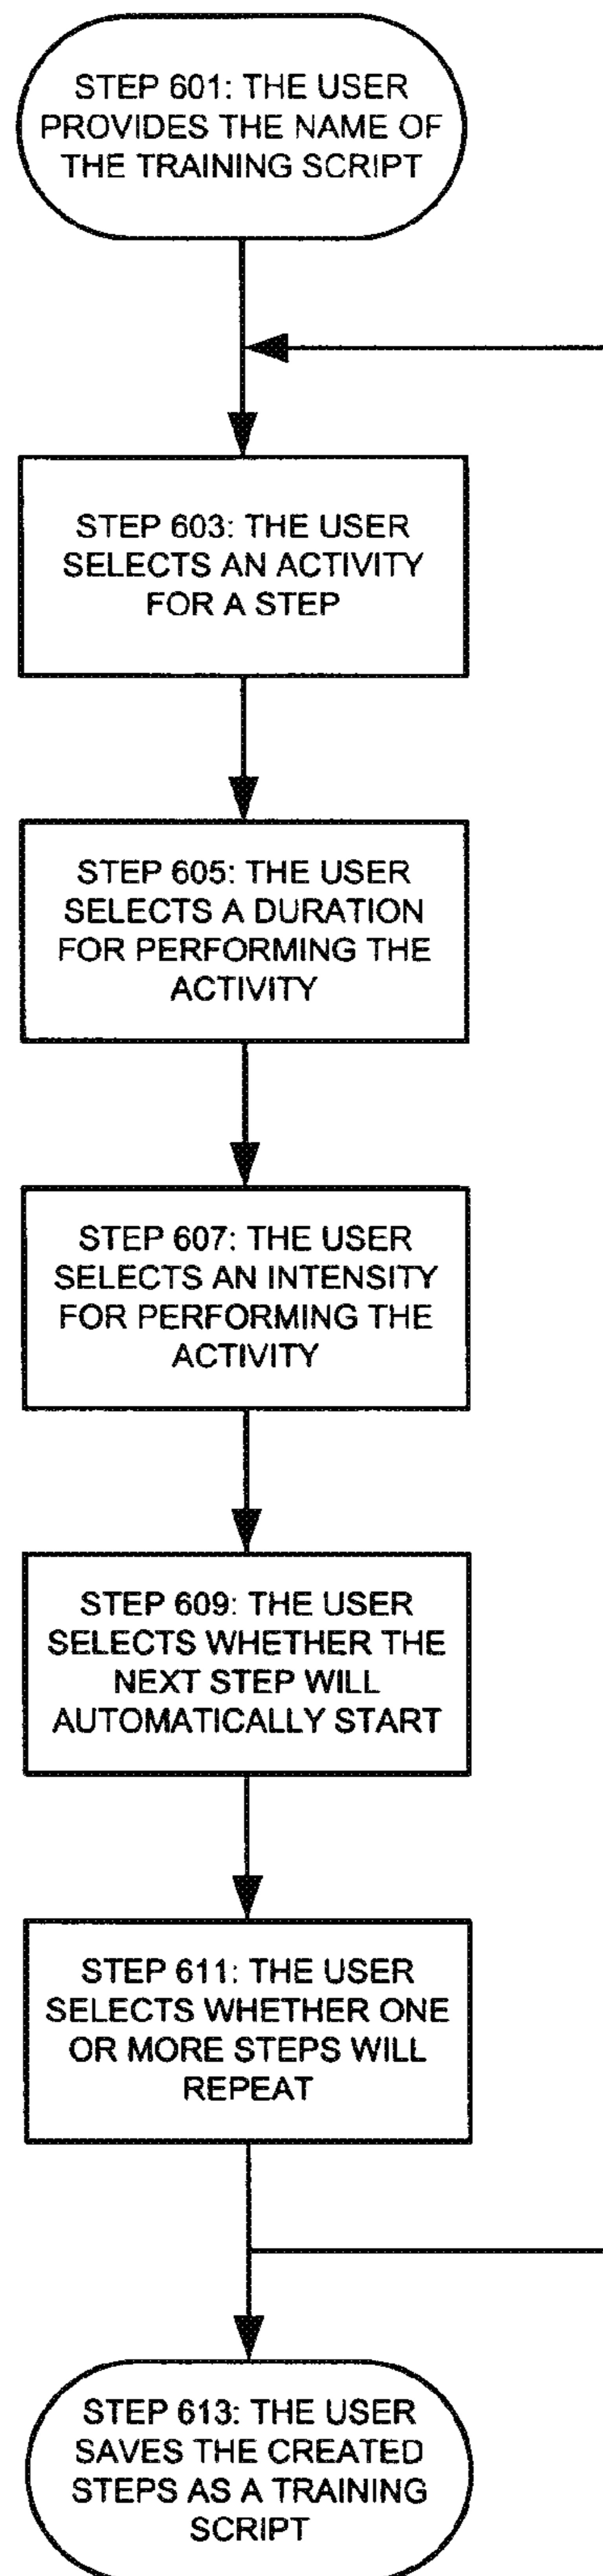 STEP 601: THE USER
PROVIDES THE NAME OF
THE TRAINING SCRIPT
STEP 603: THE USER
SELECTS AN ACTIVITY
FOR A STEP
STEP 605: THE USER
SELECTS A DURATION
FOR PERFORMING THE
ACTIVITY
STEP 607: THE USER
SELECTS AN INTENSITY
FOR PERFORMING THE
ACTIVITY
STEP 609: THE USER
SELECTS WHETHER THE
NEXT STEP WILL
AUTOMATICALLY START
STEP 611: THE USER
SELECTS WHETHER ONE
OR MORE STEPS WILL
REPEAT
STEP 613: THE USER
SAVES THE CREATED
STEPS AS A TRAINING
SCRIPT